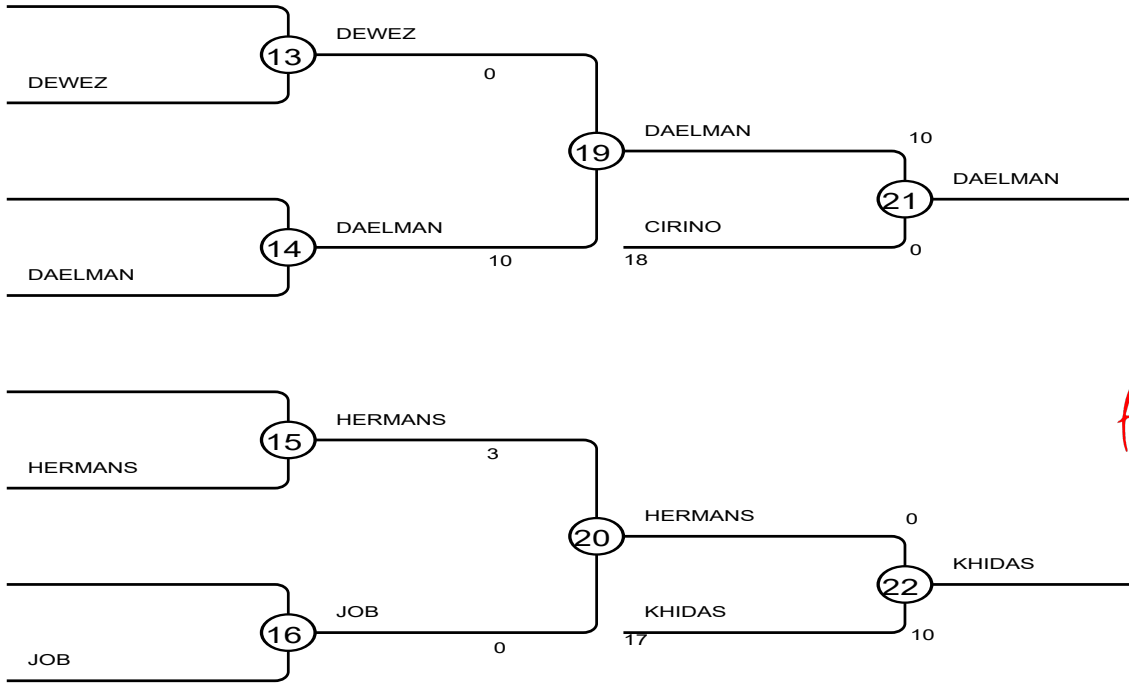 DEWEZ
13
0
DEWEZ
DAELMAN
10
19
DAELMAN
21
DAELMAN
14
10
CIRINO
18
0
DAELMAN
HERMANS
15
3
HERMANS
HERMANS
0
20
KHIDAS
22
JOB
16
0
KHIDAS
17
10
JOB